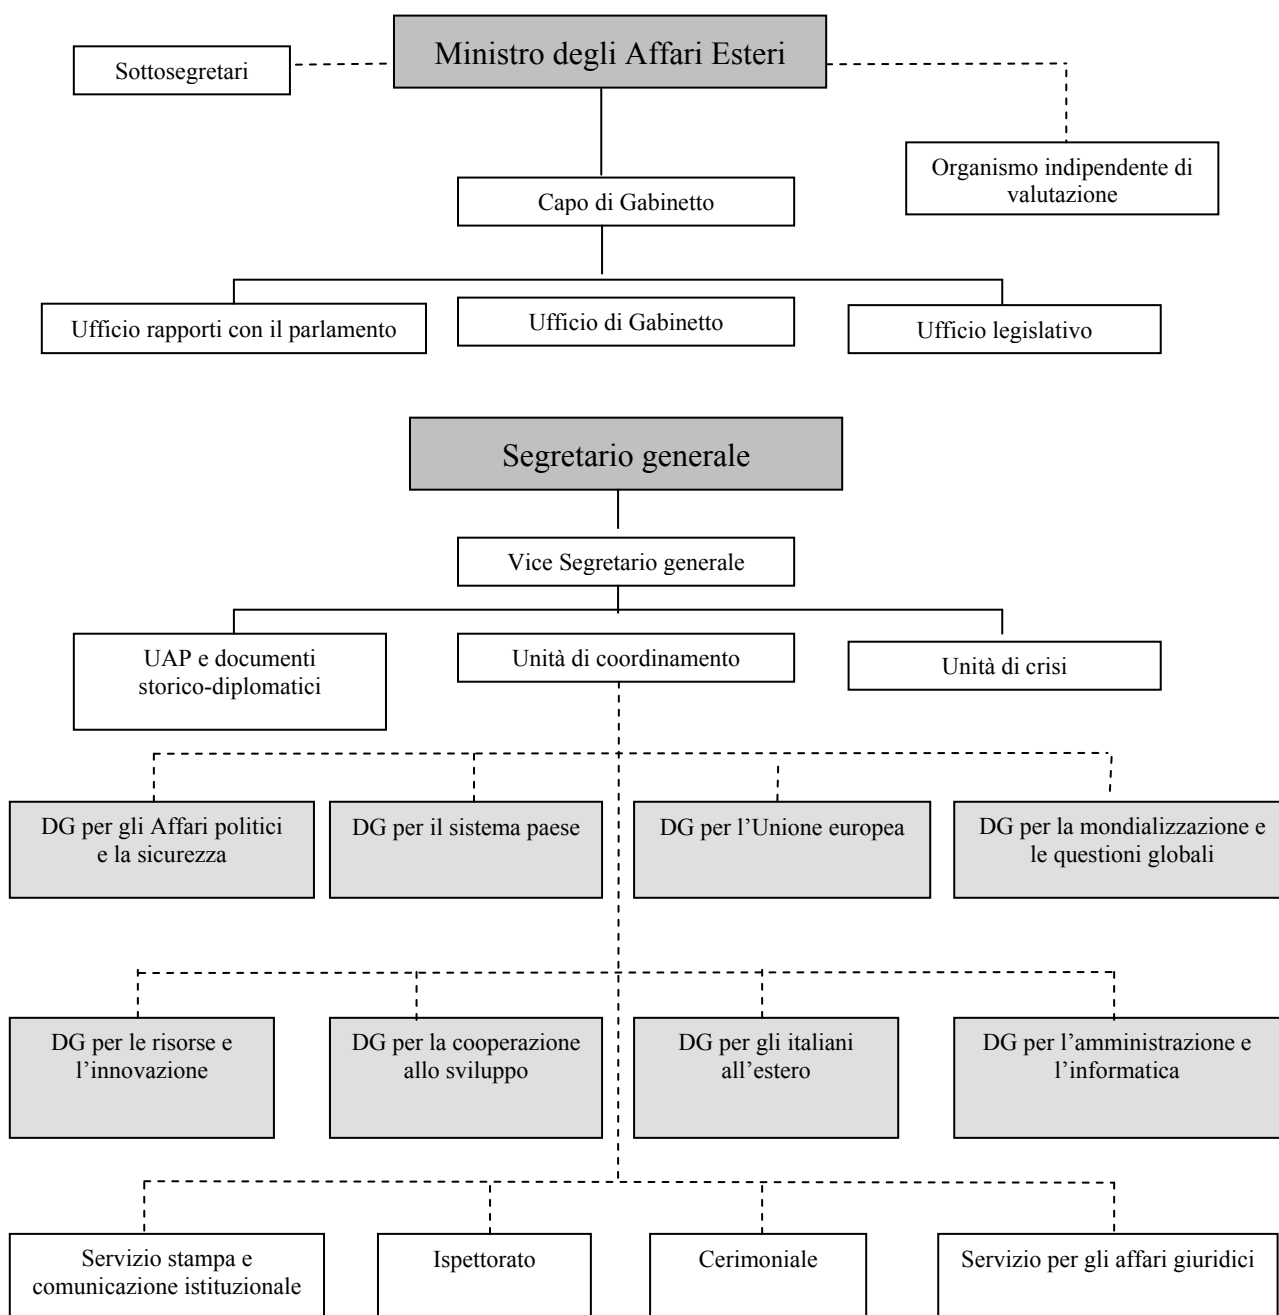 Ministro degli Affari Esteri
Sottosegretari
Organismo indipendente di
valutazione
Capo di Gabinetto
Ufficio rapporti con il parlamento
Ufficio di Gabinetto
Ufficio legislativo
Segretario generale
Vice Segretario generale
UAP e documenti
storico-diplomatici
Unità di coordinamento
Unità di crisi
DG per gli Affari politici
e la sicurezza
DG per il sistema paese
DG per l’Unione europea
DG per la mondializzazione e
le questioni globali
DG per le risorse e
l’innovazione
DG per la cooperazione
allo sviluppo
DG per gli italiani
all’estero
DG per l’amministrazione e
l’informatica
Servizio stampa e
comunicazione istituzionale
Ispettorato
Cerimoniale
Servizio per gli affari giuridici